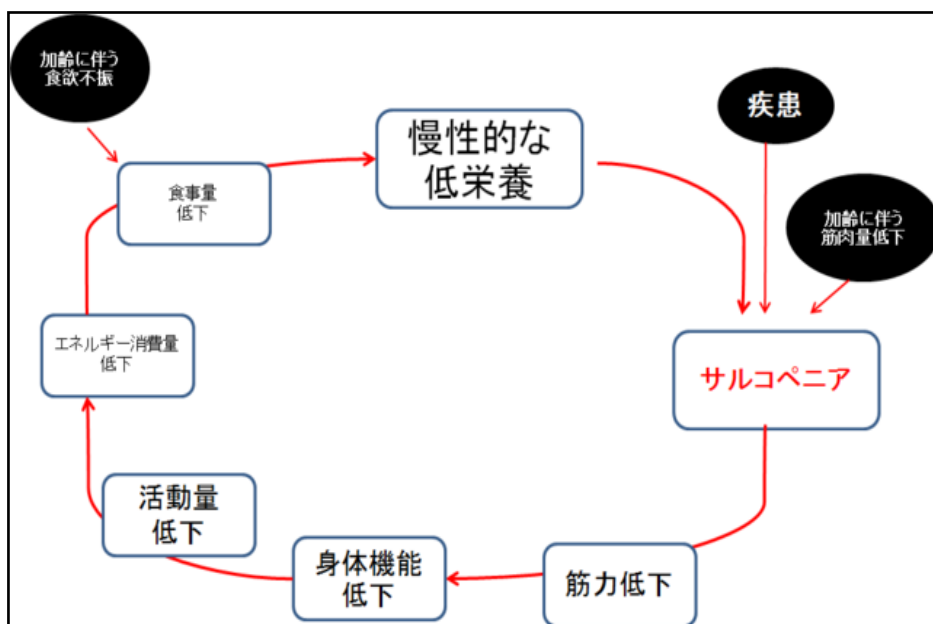 加齢に伴う
食欲不振
疾患
慢性的な
低栄養
食事量
低下
加齢に伴う
筋肉量低下
エネルギー消費量
低下
サルコペニア
活動量
低下
身体機能
低下
筋力低下